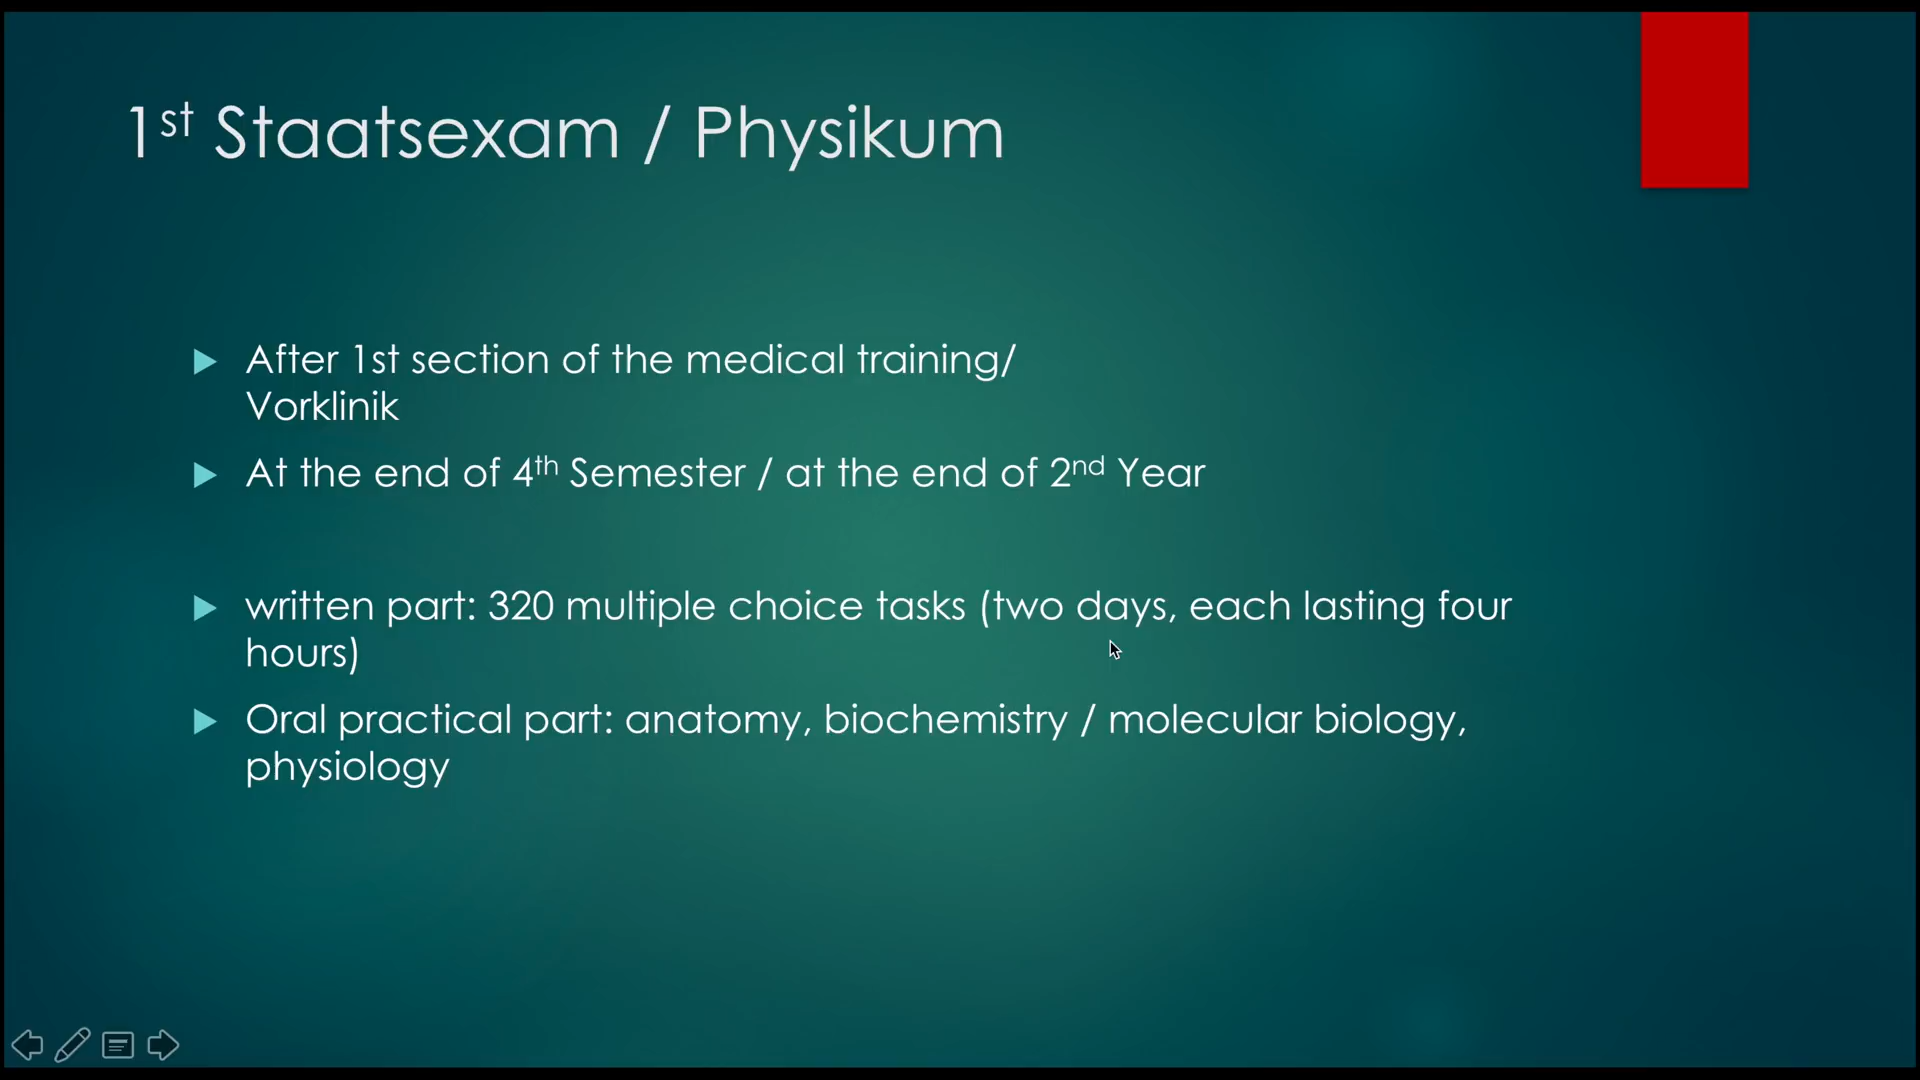 1st Staatsexam / Physikum
After 1st section of the medical training/
Vorklinik
At the end of 4th Semester / at the end of 2nd Year
written part: 320 multiple choice tasks (two days, each lasting four
hours)
Oral practical part: anatomy, biochemistry / molecular biology,
physiology